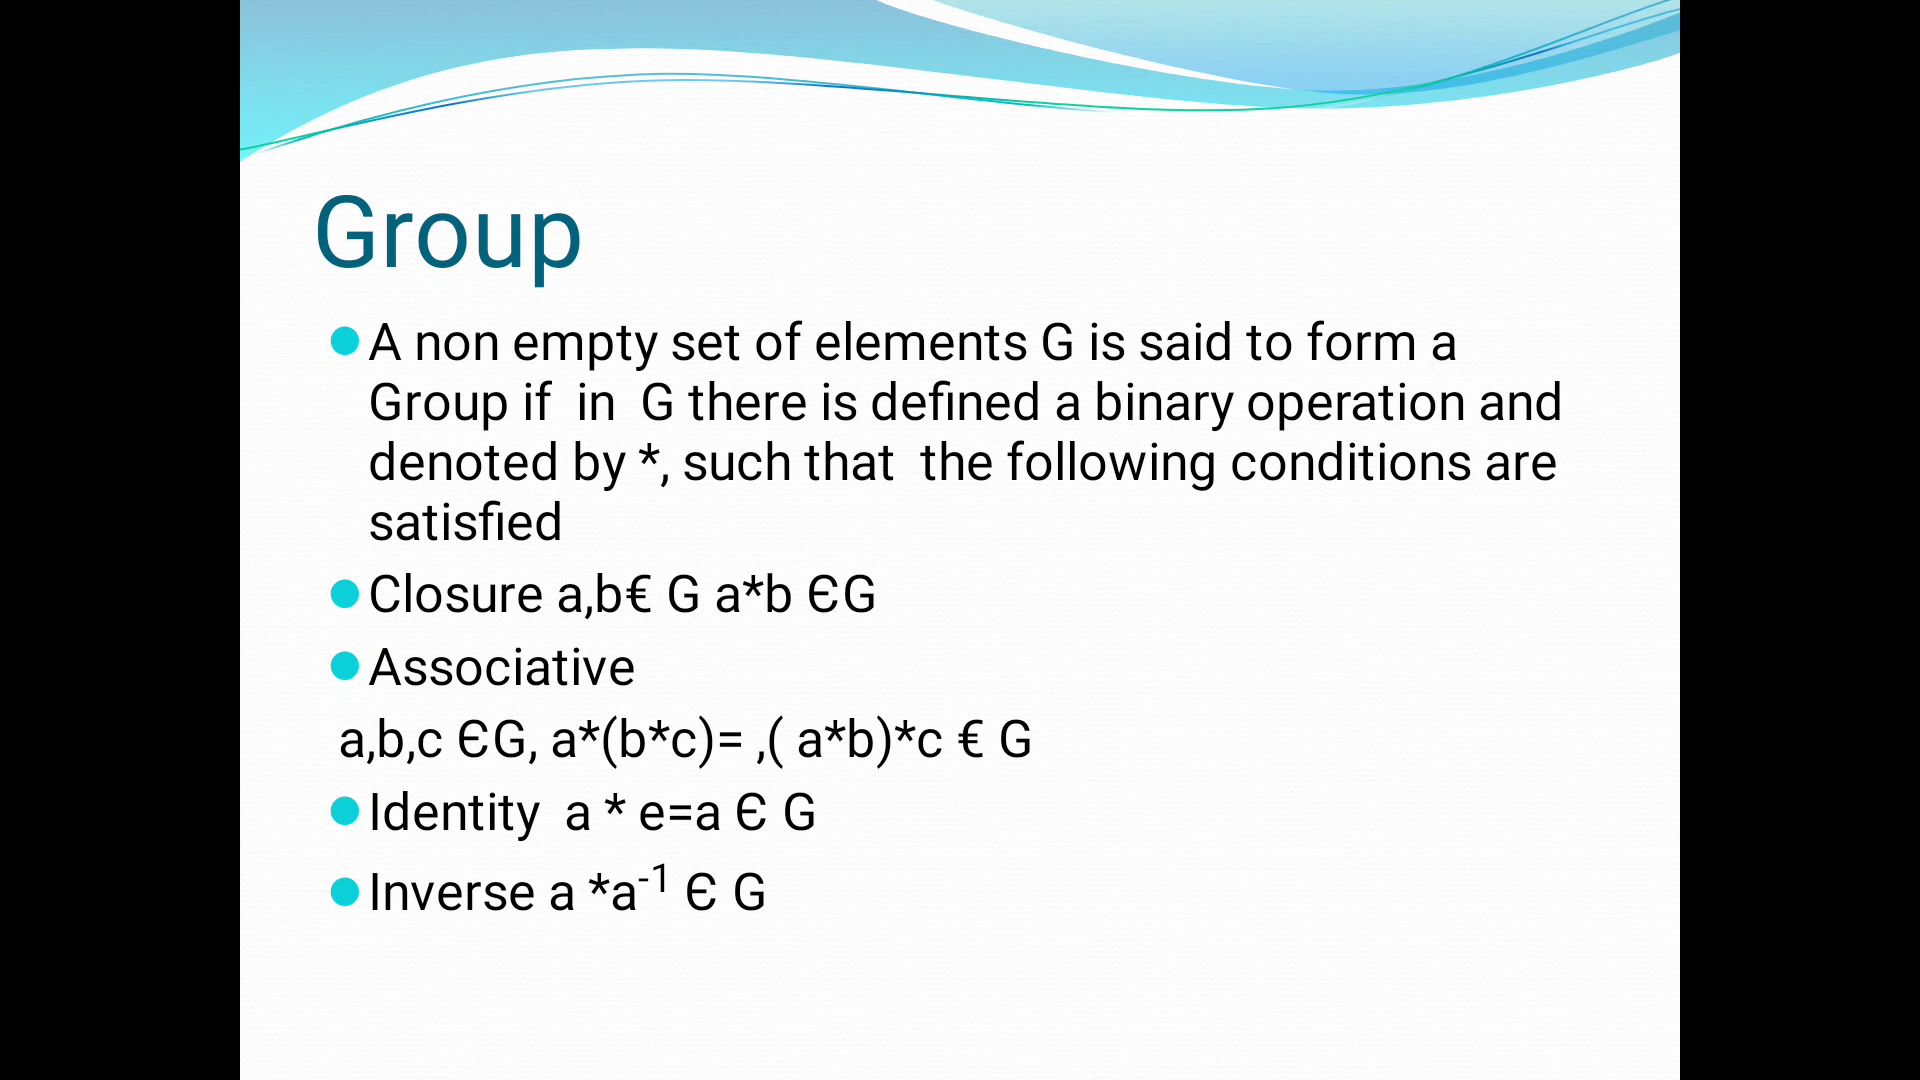 Group
A non empty set of elements G is said to form a
Group if  in  G there is defined a binary operation and
denoted by *, such that  the following conditions are
satisfied
Closure a,b€ G a*b ЄG
Associative
a,b,c ЄG, a*(b*c)= ,( a*b)*c € G
Identity  a * e=a Є G
Inverse a *a⁻¹ Є G